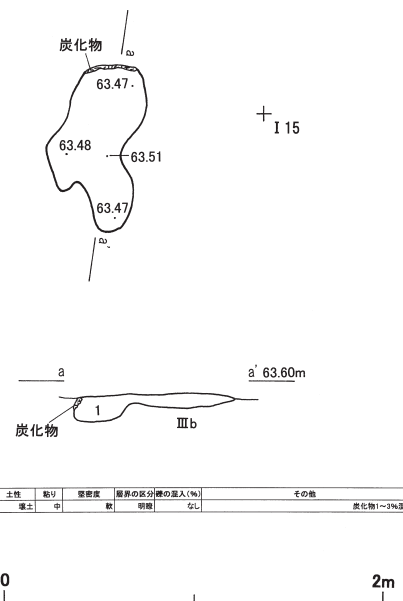 炭化物
a
63.47
I 15
63.48
63.51
63.47
a'
a
a' 63.60m
1
炭化物
Ⅲb
土性 粘り 堅密度 層界の区分 礫の混入(%) その他
壌土 中 軟 明瞭 なし 炭化物1~3%
0 2m